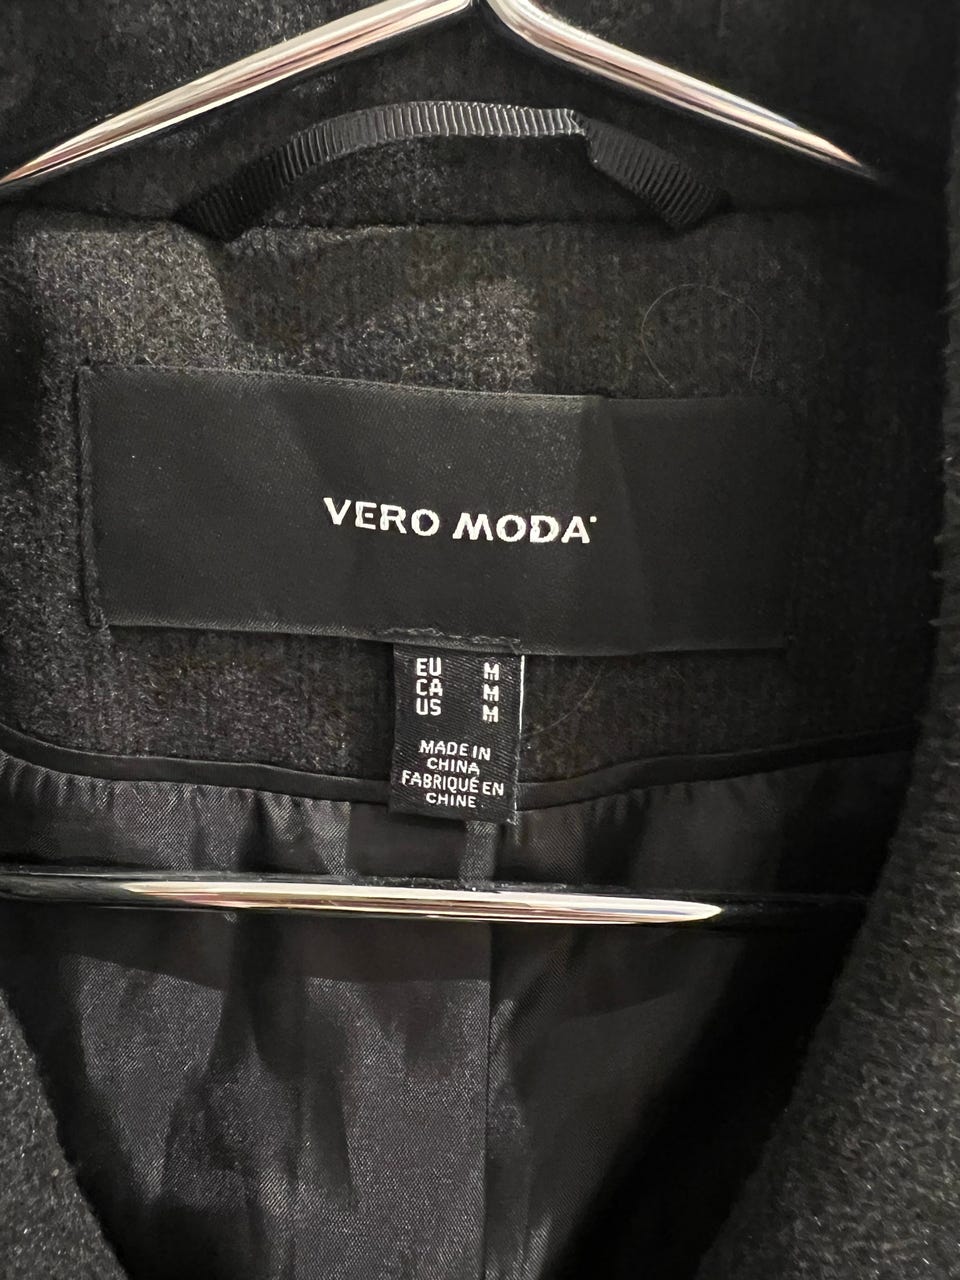 VERO MODA
EU M
CA M
US M
MADE IN
CHINA
FABRIQUÉ EN
CHINE